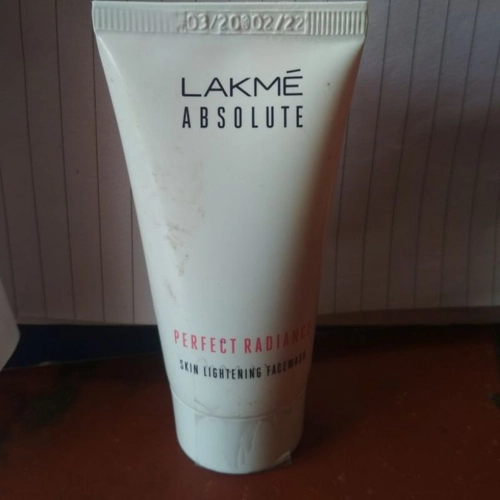 03/20 02/22
LAKMÉ
ABSOLUTE
PERFECT RADIANCE
SKIN LIGHTENING FACEWASH